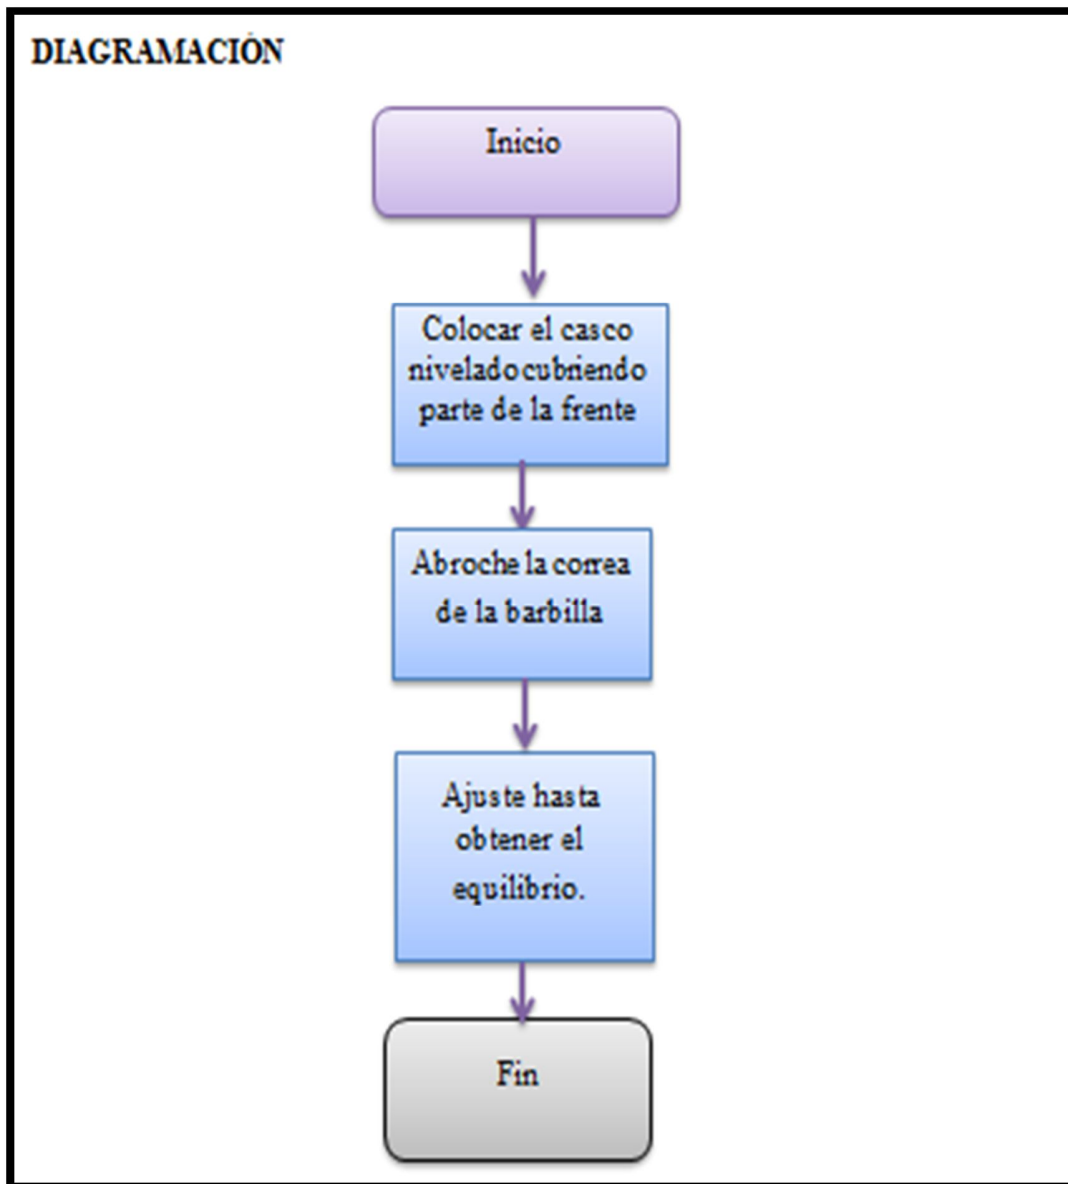 DIAGRAMACIÓN
Inicio
Colocar el casco
nivelado cubriendo
parte de la frente
Abroche la correa
de la barbilla
Ajuste hasta
obtener el
equilibrio.
Fin